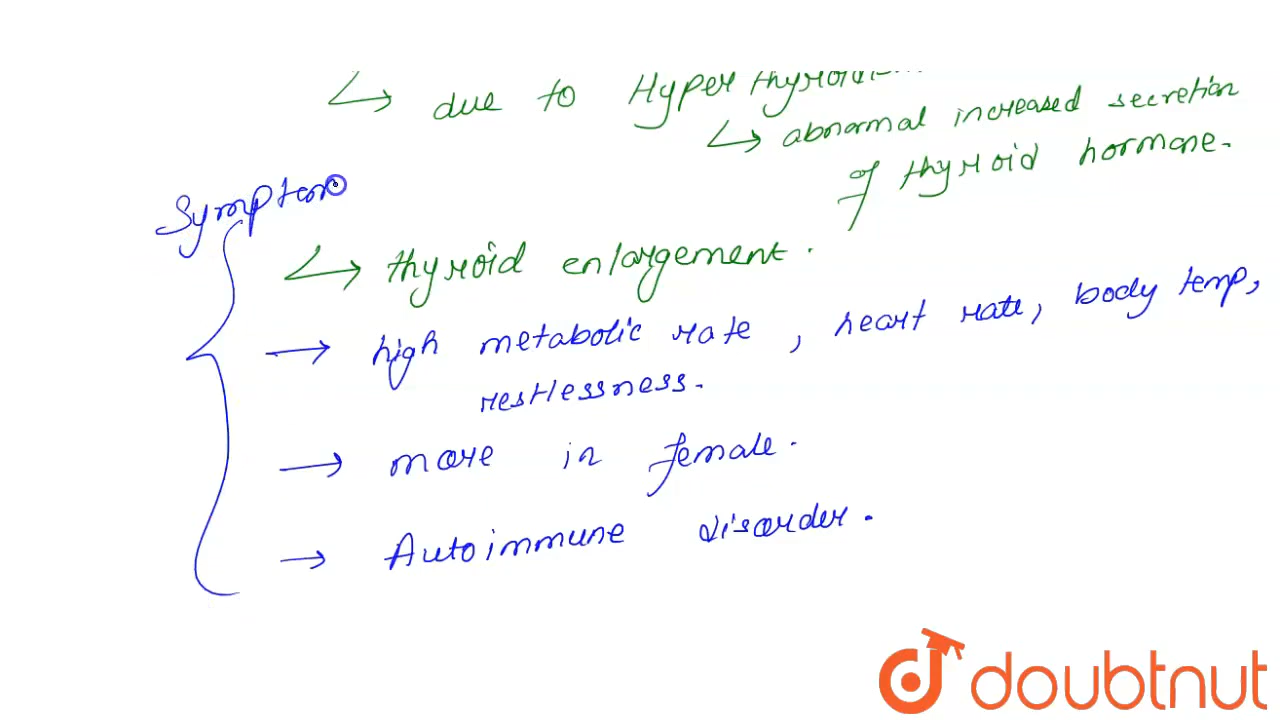 due to Hyper thyroidism
abnormal increased secretion
of thyroid hormone.
Symptom
thyroid enlargement.
high metabolic rate, heart rate, body temp,
restlessness.
more in female.
Autoimmune disorder.
doubtnut